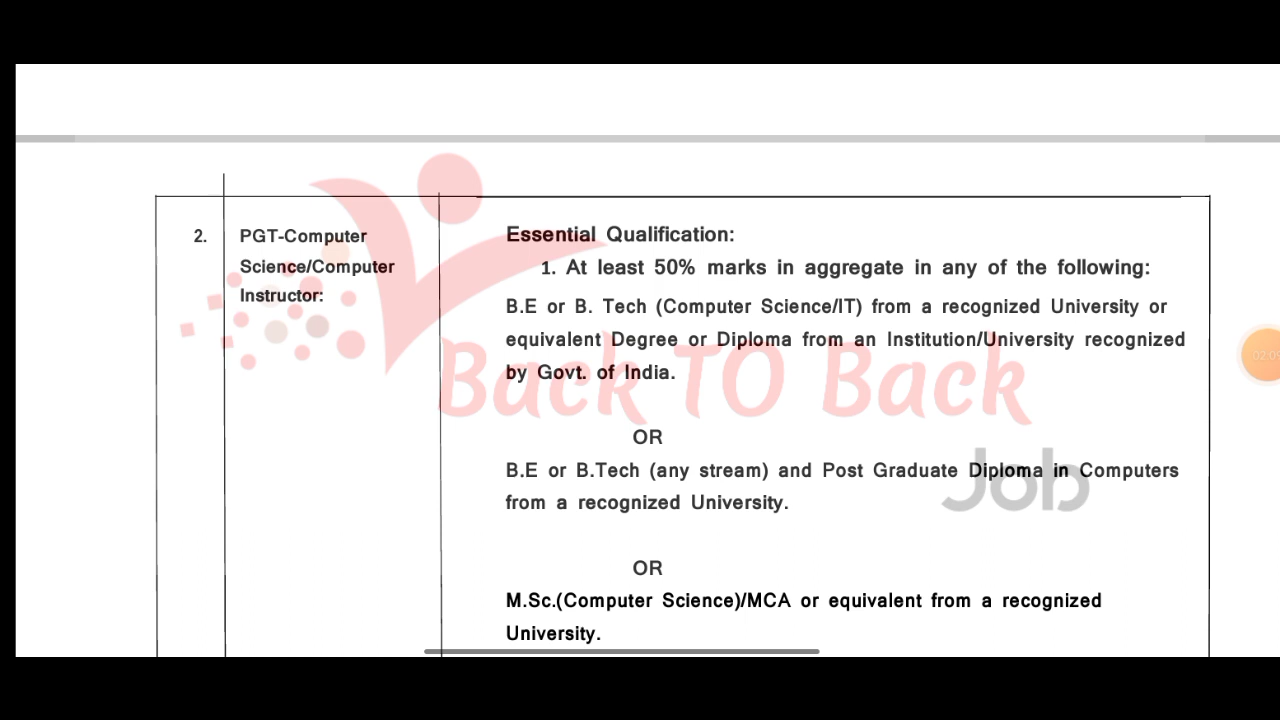 2.
PGT-Computer
Science/Computer
Instructor:
Essential Qualification:
1. At least 50% marks in aggregate in any of the following:
B.E or B. Tech (Computer Science/IT) from a recognized University or
equivalent Degree or Diploma from an Institution/University recognized
by Govt. of India.
OR
B.E or B.Tech (any stream) and Post Graduate Diploma in Computers
from a recognized University.
OR
M.Sc.(Computer Science)/MCA or equivalent from a recognized
University.
Back TO Back
Job